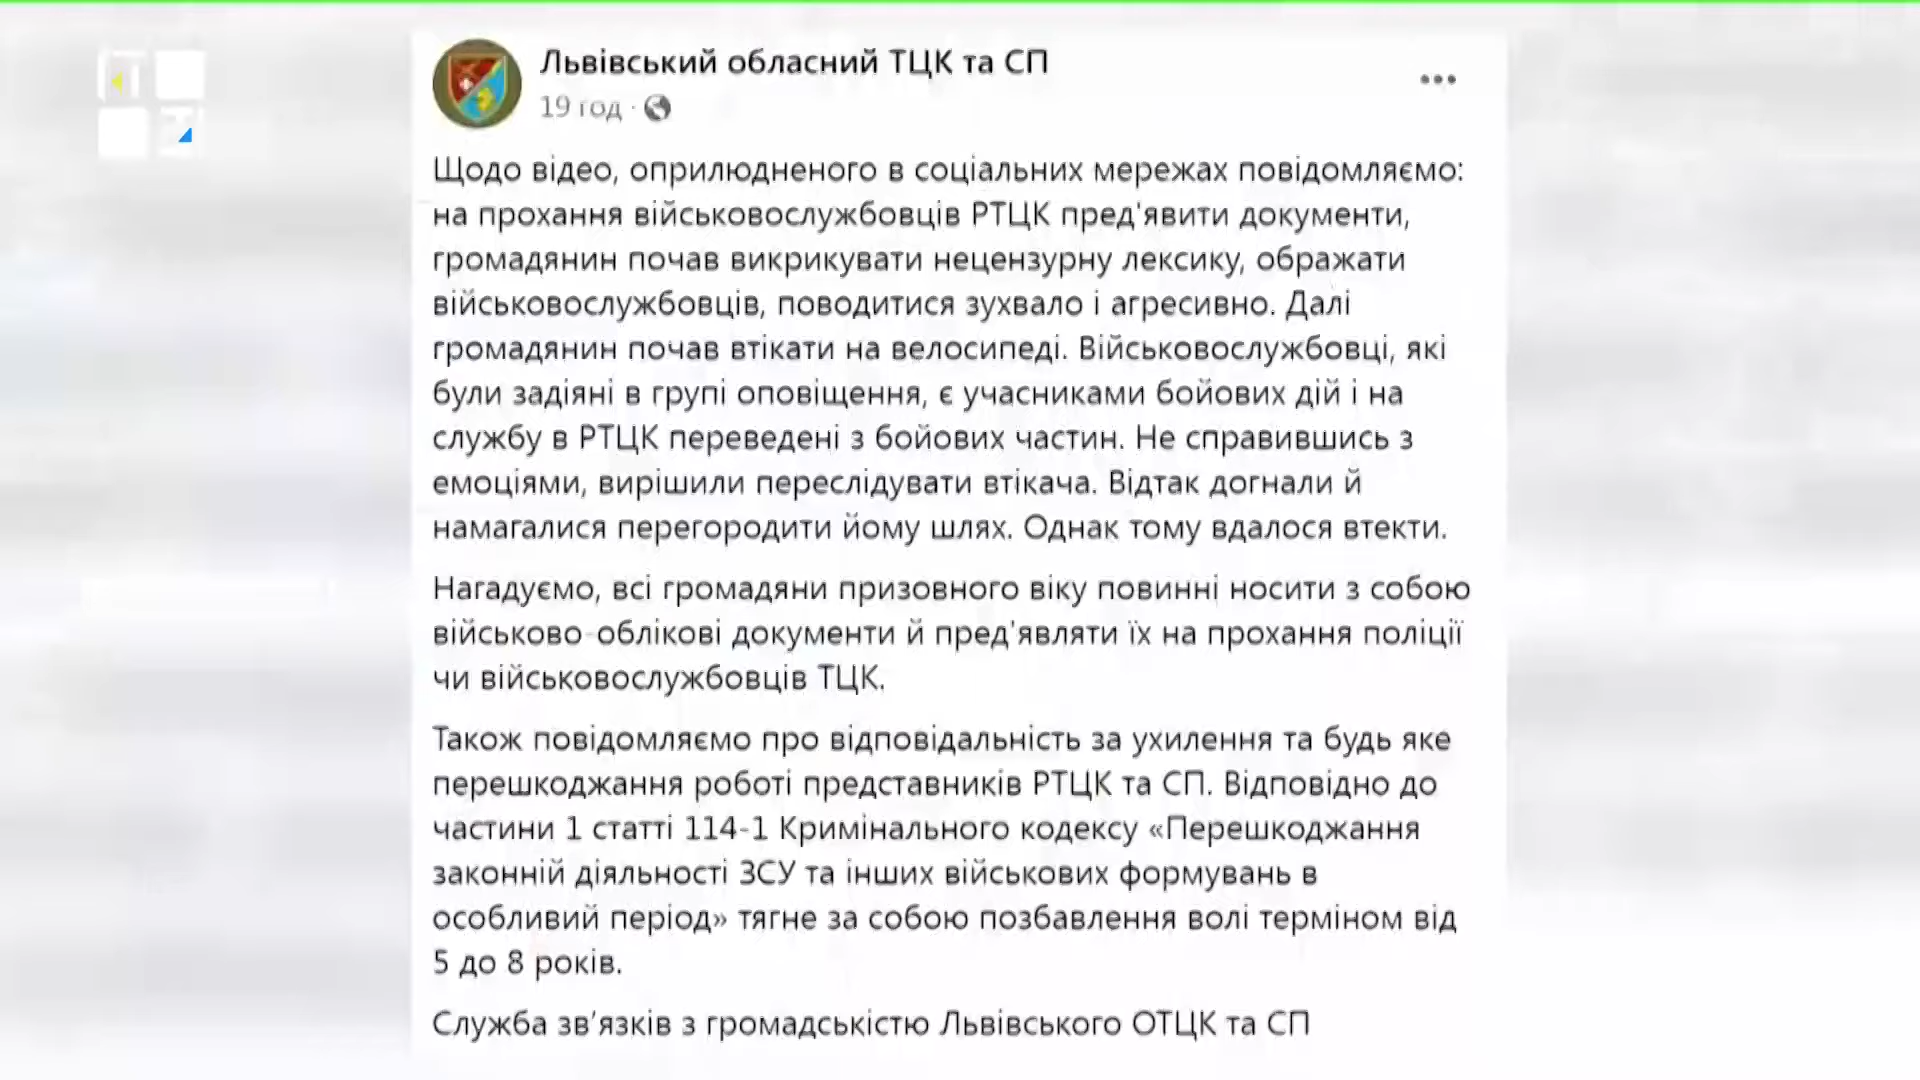 Львівський обласний ТЦК та СП
19 год ·
Щодо відео, оприлюдненого в соціальних мережах повідомляємо:
на прохання військовослужбовців РТЦК пред'явити документи,
громадянин почав викрикувати нецензурну лексику, ображати
військовослужбовців, поводитися зухвало і агресивно. Далі
громадянин почав втікати на велосипеді. Військовослужбовці, які
були задіяні в групі оповіщення, є учасниками бойових дій і на
службу в РТЦК переведені з бойових частин. Не справившись з
емоціями, вирішили переслідувати втікача. Відтак догнали й
намагалися перегородити йому шлях. Однак тому вдалося втекти.
Нагадуємо, всі громадяни призовного віку повинні носити з собою
військово-облікові документи й пред'являти їх на прохання поліції
чи військовослужбовців ТЦК.
Також повідомляємо про відповідальність за ухилення та будь яке
перешкоджання роботі представників РТЦК та СП. Відповідно до
частини 1 статті 114-1 Кримінального кодексу «Перешкоджання
законній діяльності ЗСУ та інших військових формувань в
особливий період» тягне за собою позбавлення волі терміном від
5 до 8 років.
Служба зв’язків з громадськістю Львівського ОТЦК та СП